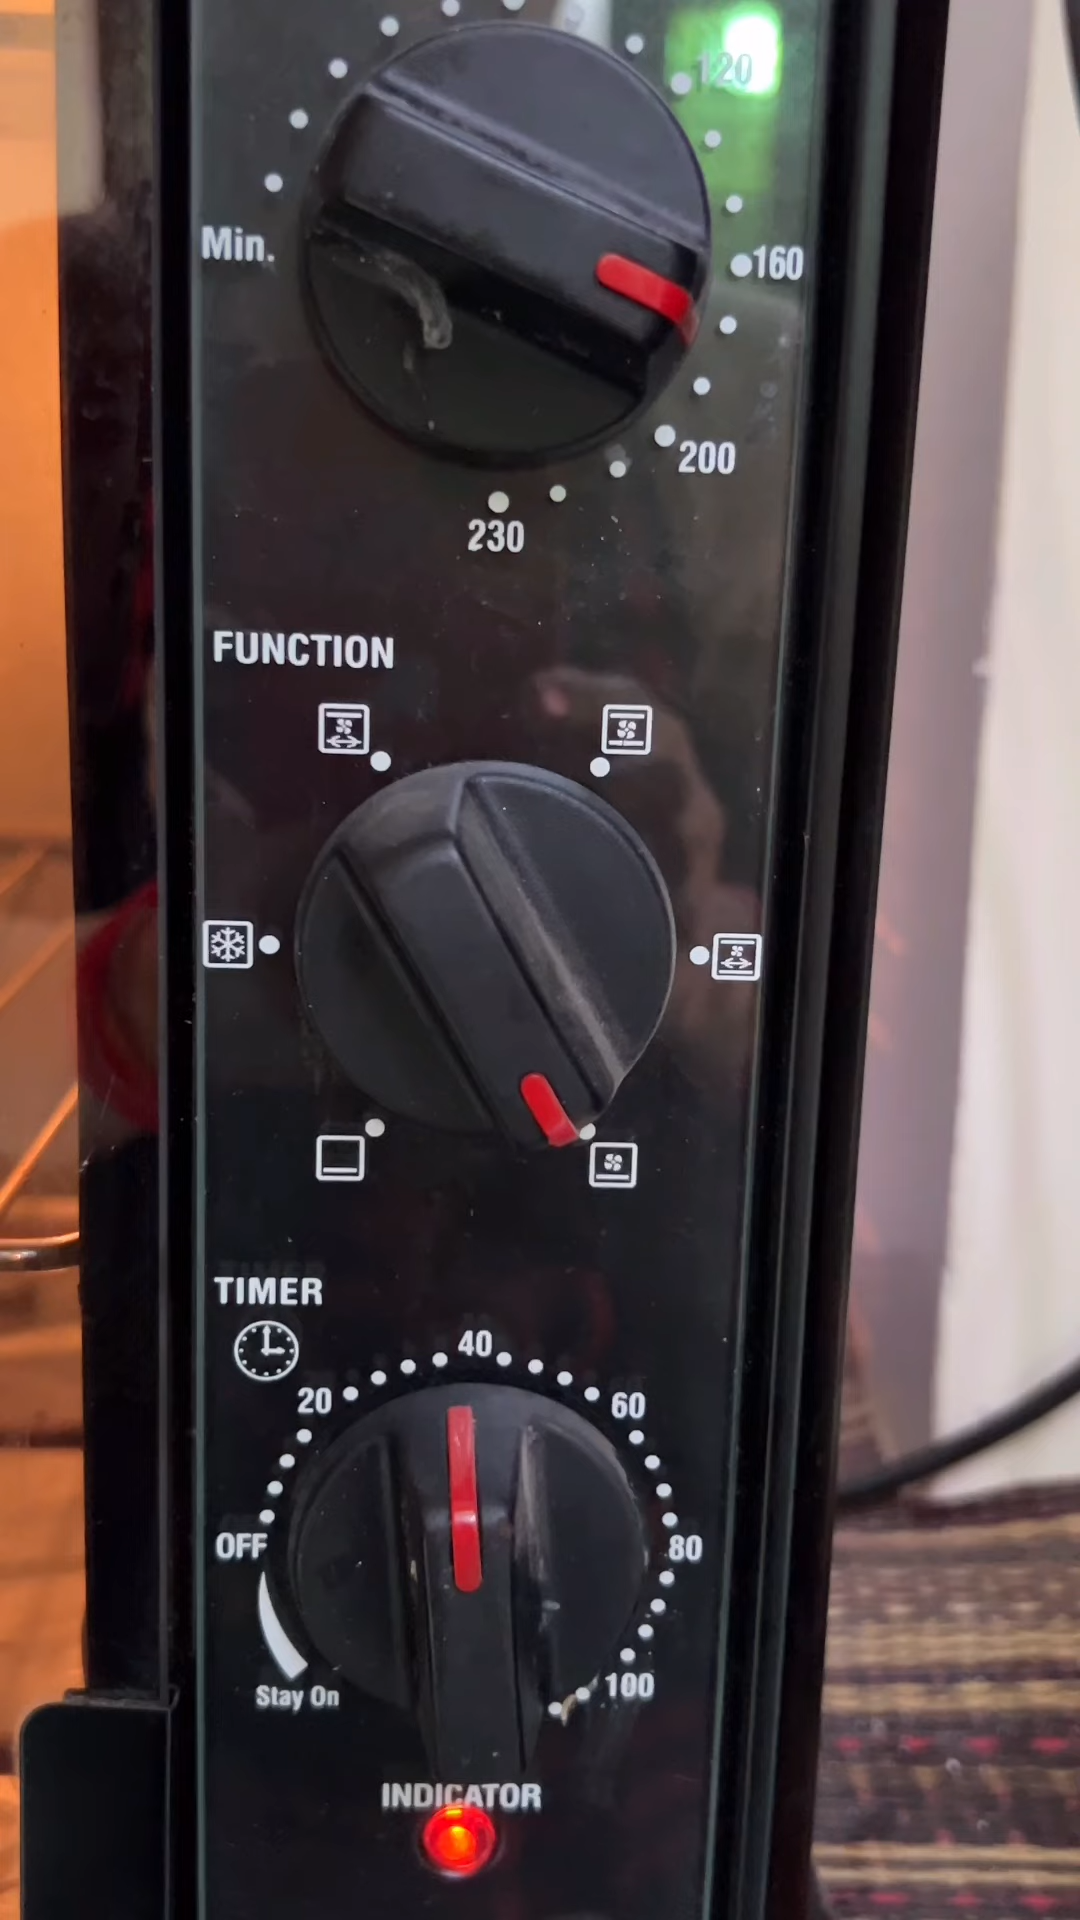 120
Min.
160
200
230
FUNCTION
TIMER
40
20
60
OFF
80
Stay On
100
INDICATOR